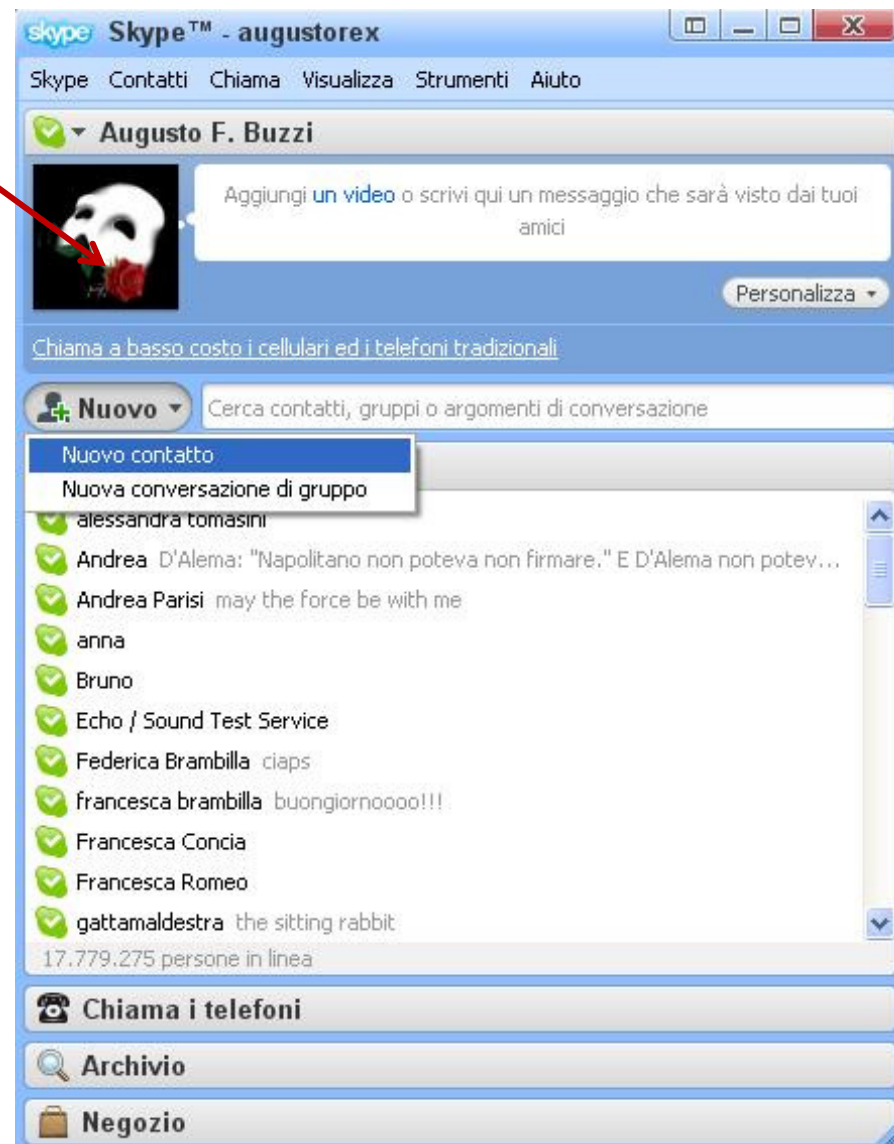 skype Skype™ - augustorex
Skype Contatti Chiama Visualizza Strumenti Aiuto
Augusto F. Buzzi
Aggiungi un video o scrivi qui un messaggio che sarà visto dai tuoi
amici
Personalizza
Chiama a basso costo i cellulari ed i telefoni tradizionali
Nuovo Cerca contatti, gruppi o argomenti di conversazione
Nuovo contatto
Nuova conversazione di gruppo
alessandra tomasini
Andrea D'Alema: "Napolitano non poteva non firmare." E D'Alema non potev...
Andrea Parisi may the force be with me
anna
Bruno
Echo / Sound Test Service
Federica Brambilla ciaps
francesca brambilla buongiornoooo!!!
Francesca Concia
Francesca Romeo
gattamaldestra the sitting rabbit
17.779.275 persone in linea
Chiama i telefoni
Archivio
Negozio